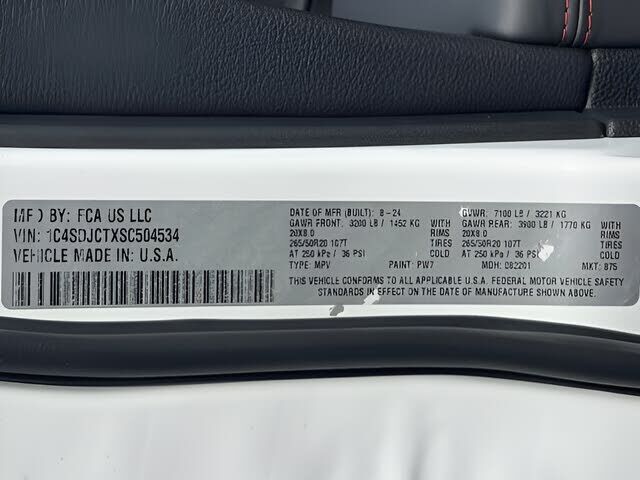 MFD BY: FCA US LLC
VIN: 1C4SDJCTXSC504534
VEHICLE MADE IN: U.S.A.
DATE OF MFR (BUILT): 8-24 GVWR: 7100 LB / 3221 KG
GAWR FRONT: 3200 LB / 1452 KG WITH GAWR REAR: 3900 LB / 1770 KG WITH
20X8.0 RIMS 20X8.0 RIMS
265/50R20 107T TIRES 265/50R20 107T TIRES
AT 250 kPa / 36 PSI COLD AT 250 kPa / 36 PSI COLD
TYPE: MPV PAINT: PW7 MDH: 082201 MKT: B7S
THIS VEHICLE CONFORMS TO ALL APPLICABLE U.S.A. FEDERAL MOTOR VEHICLE SAFETY
STANDARDS IN EFFECT ON THE DATE OF MANUFACTURE SHOWN ABOVE.